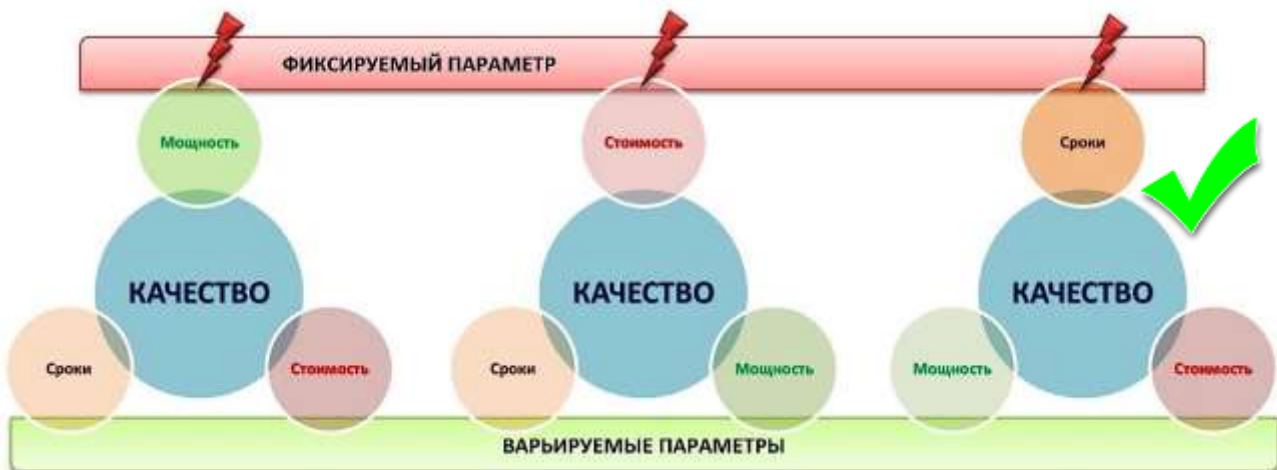 ФИКСИРУЕМЫЙ ПАРАМЕТР
Мощность
Стоимость
Сроки
КАЧЕСТВО
КАЧЕСТВО
КАЧЕСТВО
Сроки
Стоимость
Сроки
Мощность
Мощность
Стоимость
ВАРЬИРУЕМЫЕ ПАРАМЕТРЫ